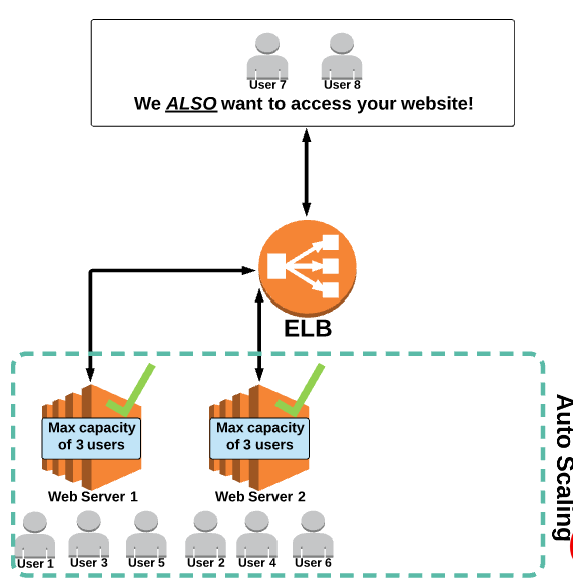 User 7
User 8
We ALSO want to access your website!
ELB
Max capacity
of 3 users
Web Server 1
Max capacity
of 3 users
Web Server 2
User 1
User 3
User 5
User 2
User 4
User 6
Auto Scaling